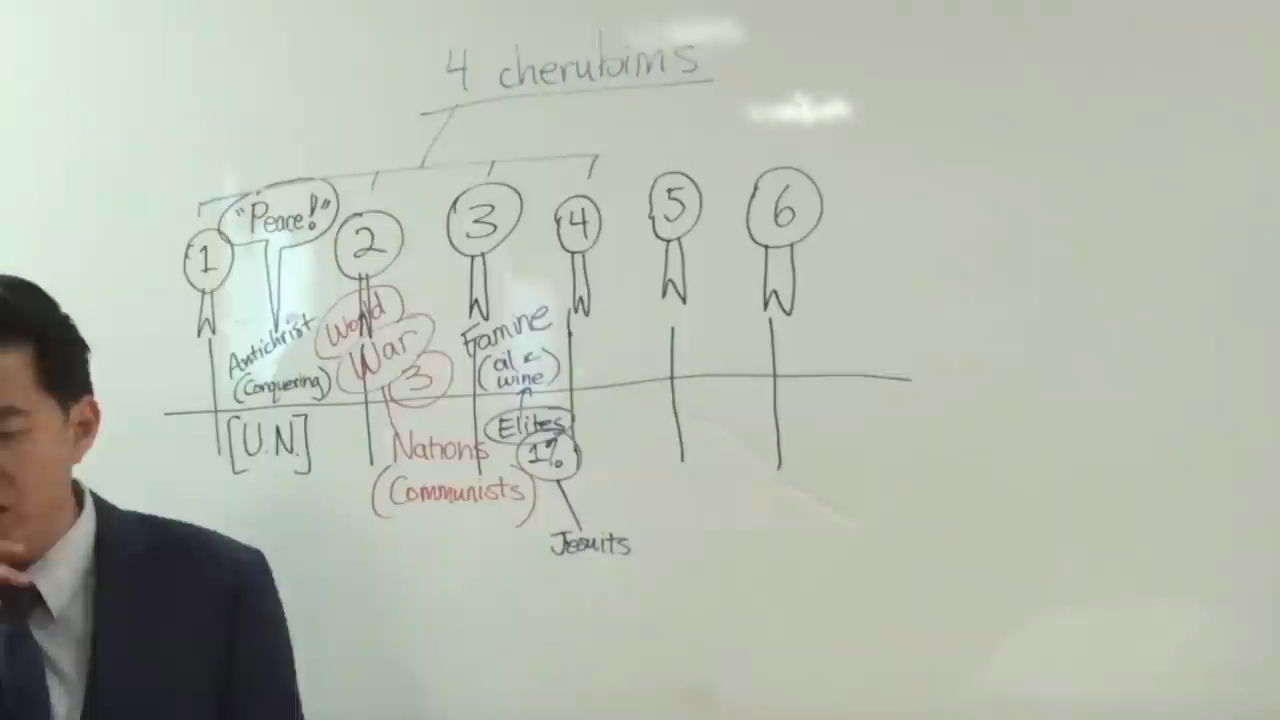 4 cherubims
"Peace!"
1
2
3
4
5
6
Antichrist
(Conquering)
[U.N.]
World
War
3
Nations
(Communists)
Famine
(oil &
wine)
Elites
1%
Jesuits